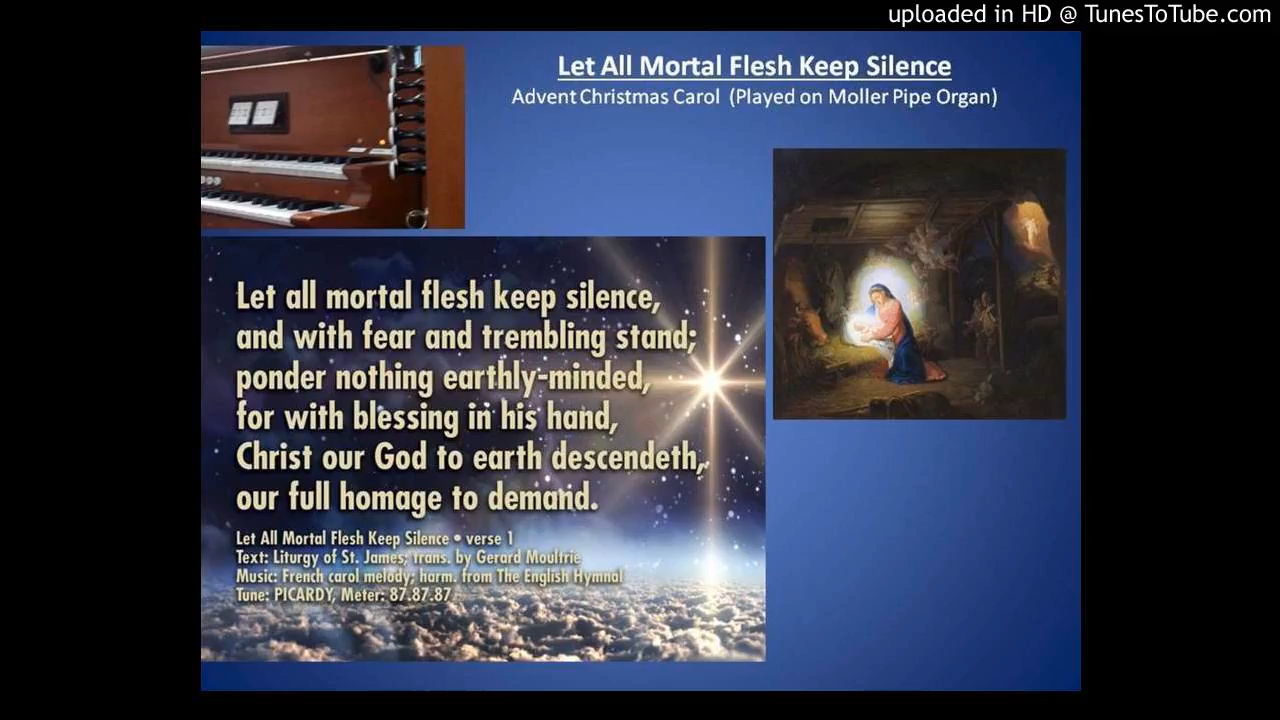 uploaded in HD @ TunesToTube.com
Let All Mortal Flesh Keep Silence
Advent Christmas Carol (Played on Moller Pipe Organ)
Let all mortal flesh keep silence,
and with fear and trembling stand;
ponder nothing earthly-minded,
for with blessing in his hand,
Christ our God to earth descendeth,
our full homage to demand.
Let All Mortal Flesh Keep Silence • verse 1
Text: Liturgy of St. James; trans. by Gerard Moultrie
Music: French carol melody; harm. from The English Hymnal
Tune: PICARDY, Meter: 87.87.87